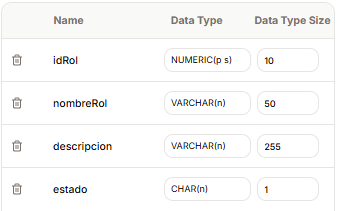 Name Data Type Data Type Size
idRol NUMERIC(p s) 10
nombreRol VARCHAR(n) 50
descripcion VARCHAR(n) 255
estado CHAR(n) 1